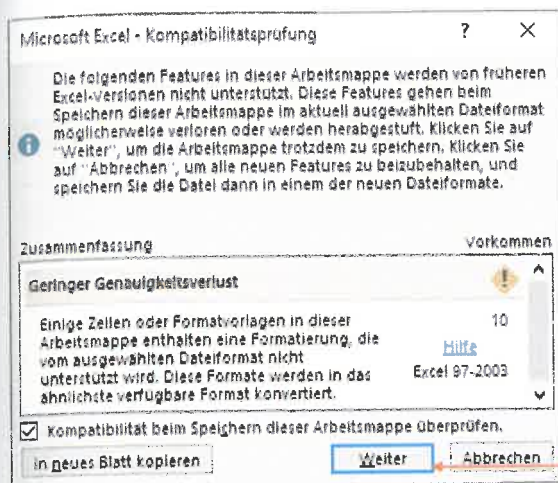 Microsoft Excel - Kompatibilitätsprüfung ? ×
Die folgenden Features in dieser Arbeitsmappe werden von früheren
Excel-Versionen nicht unterstützt. Diese Features gehen beim
Speichern dieser Arbeitsmappe im aktuell ausgewählten Dateiformat
möglicherweise verloren oder werden herabgestuft. Klicken Sie auf
"Weiter", um die Arbeitsmappe trotzdem zu speichern. Klicken Sie
auf "Abbrechen", um alle neuen Features zu beizubehalten, und
speichern Sie die Datei dann in einem der neuen Dateiformate.
Zusammenfassung Vorkommen
Geringer Genauigkeitsverlust
Einige Zellen oder Formatvorlagen in dieser 10
Arbeitsmappe enthalten eine Formatierung, die
vom ausgewählten Dateiformat nicht Hilfe
unterstützt wird. Diese Formate werden in das Excel 97-2003
ähnlichste verfügbare Format konvertiert.
Kompatibilität beim Speichern dieser Arbeitsmappe überprüfen.
In neues Blatt kopieren Weiter Abbrechen